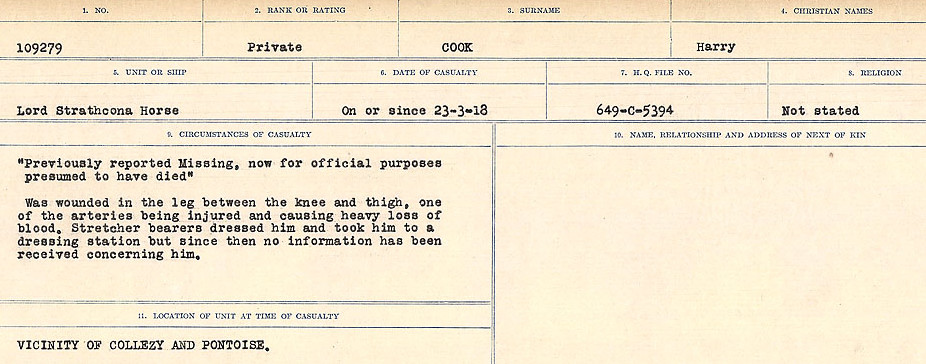 1. NO. 2. RANK OR RATING 3. SURNAME 4. CHRISTIAN NAMES
109279 Private COOK Harry
5. UNIT OR SHIP 6. DATE OF CASUALTY 7. H.Q. FILE NO. 8. RELIGION
Lord Strathcona Horse On or since 23-3-18 649-C-5394 Not stated
9. CIRCUMSTANCES OF CASUALTY 10. NAME, RELATIONSHIP AND ADDRESS OF NEXT OF KIN
"Previously reported Missing, now for official purposes
presumed to have died"
Was wounded in the leg between the knee and thigh, one
of the arteries being injured and causing heavy loss of
blood. Stretcher bearers dressed him and took him to a
dressing station but since then no information has been
received concerning him.
11. LOCATION OF UNIT AT TIME OF CASUALTY
VICINITY OF COLLEZY AND PONTOISE.